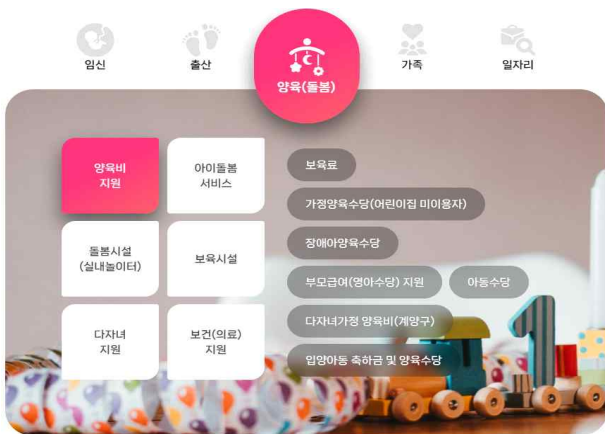 임신
출산
양육(돌봄)
가족
일자리
양육비
지원
아이돌봄
서비스
돌봄시설
(실내놀이터)
보육시설
다자녀
지원
보건(의료)
지원
보육료
가정양육수당(어린이집 미이용자)
장애아양육수당
부모급여(영아수당) 지원
아동수당
다자녀가정 양육비(계양구)
입양아동 축하금 및 양육수당
1